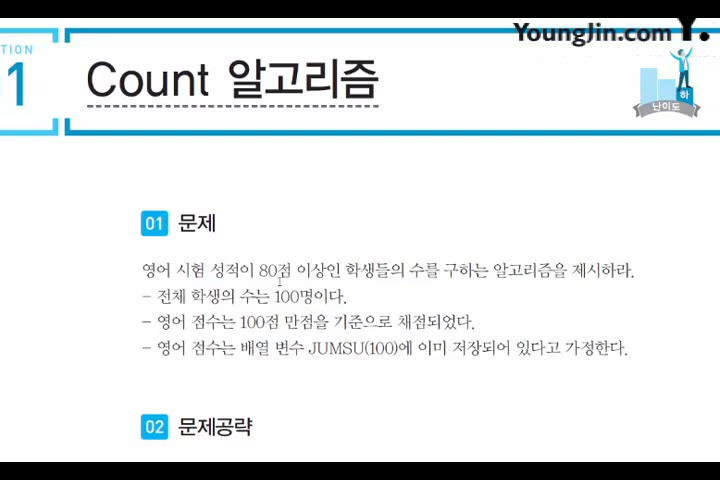 YoungJin.com Y.
TION
1
Count 알고리즘
하
난이도
01 문제
영어 시험 성적이 80점 이상인 학생들의 수를 구하는 알고리즘을 제시하라.
- 전체 학생의 수는 100명이다.
- 영어 점수는 100점 만점을 기준으로 채점되었다.
- 영어 점수는 배열 변수 JUMSU(100)에 이미 저장되어 있다고 가정한다.
02 문제공략